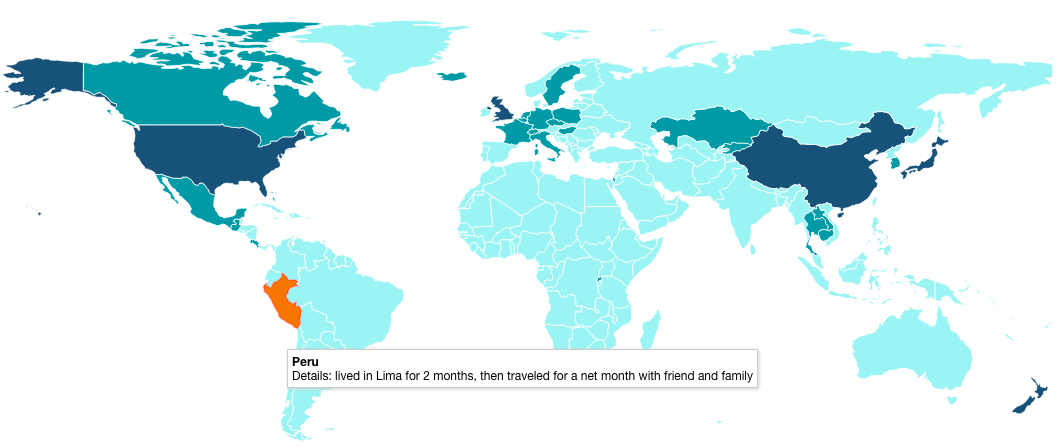 Peru
Details: lived in Lima for 2 months, then traveled for a net month with friend and family